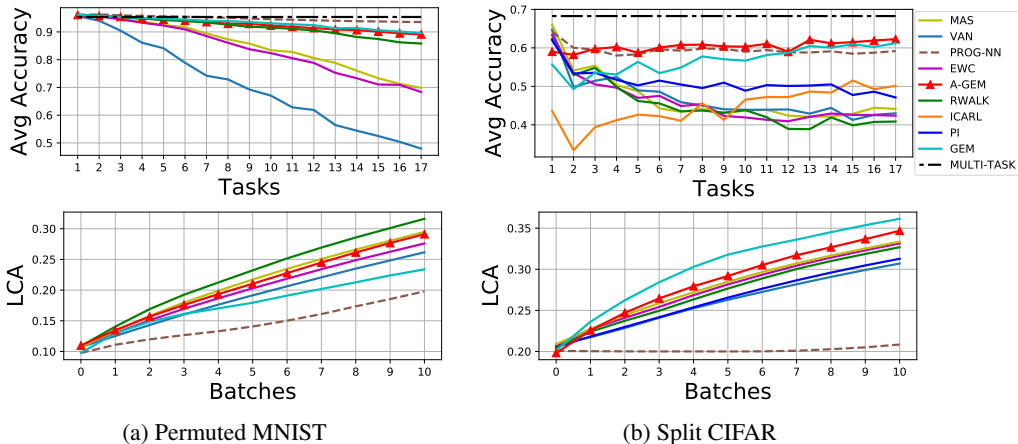 Avg Accuracy
0.9
0.8
0.7
0.6
0.5
1 2 3 4 5 6 7 8 9 10 11 12 13 14 15 16 17
Tasks
Avg Accuracy
0.7
0.6
0.5
0.4
1 2 3 4 5 6 7 8 9 10 11 12 13 14 15 16 17
Tasks
MAS
VAN
PROG-NN
EWC
A-GEM
RWALK
ICARL
PI
GEM
MULTI-TASK
LCA
0.30
0.25
0.20
0.15
0.10
0 1 2 3 4 5 6 7 8 9 10
Batches
LCA
0.35
0.30
0.25
0.20
0 1 2 3 4 5 6 7 8 9 10
Batches
(a) Permuted MNIST
(b) Split CIFAR